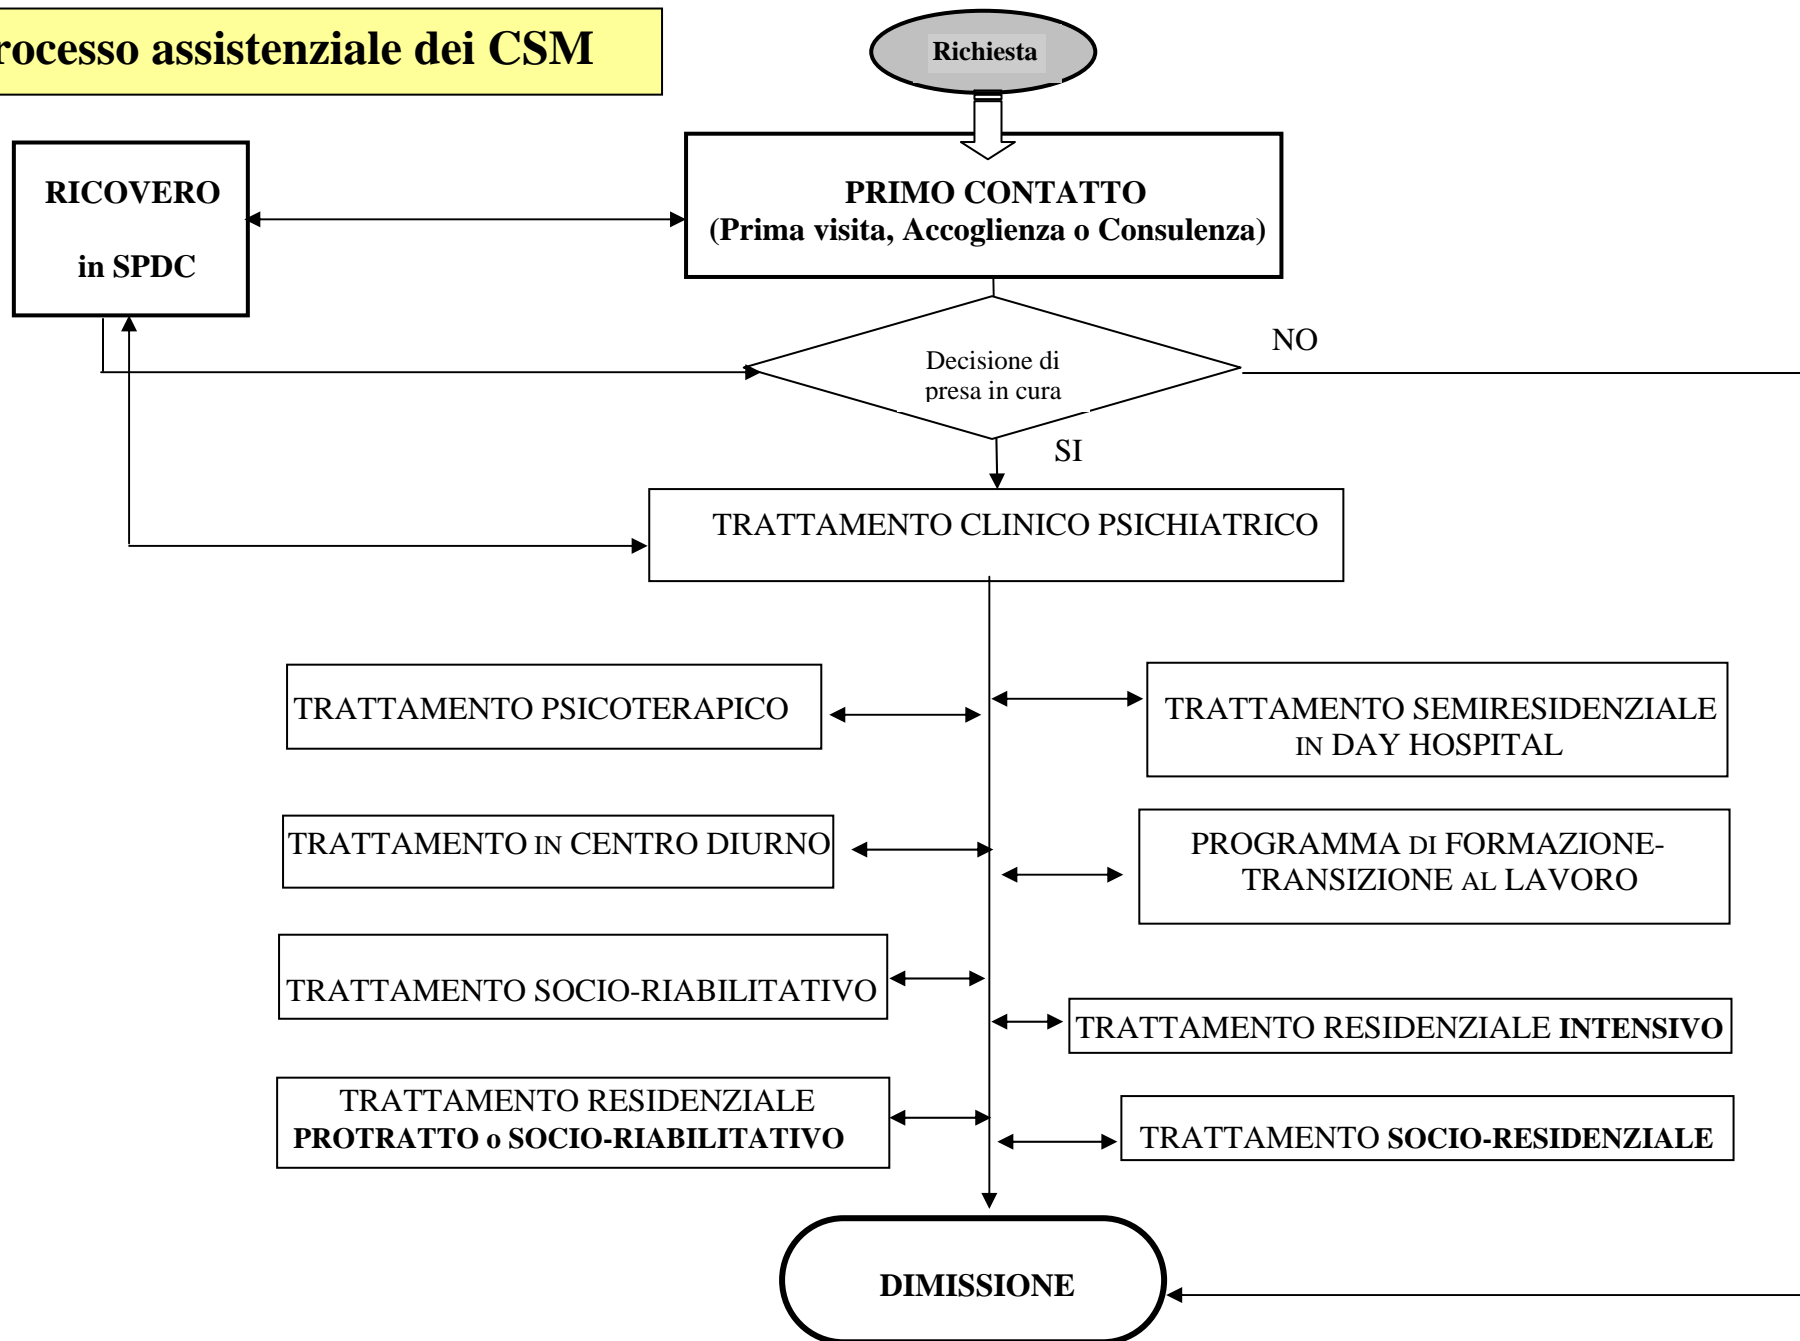 rocesso assistenziale dei CSM
Richiesta
RICOVERO
in SPDC
PRIMO CONTATTO
(Prima visita, Accoglienza o Consulenza)
Decisione di
presa in cura
NO
SI
TRATTAMENTO CLINICO PSICHIATRICO
TRATTAMENTO PSICOTERAPICO
TRATTAMENTO SEMIRESIDENZIALE
IN DAY HOSPITAL
TRATTAMENTO IN CENTRO DIURNO
PROGRAMMA DI FORMAZIONE-
TRANSIZIONE AL LAVORO
TRATTAMENTO SOCIO-RIABILITATIVO
TRATTAMENTO RESIDENZIALE INTENSIVO
TRATTAMENTO RESIDENZIALE
PROTRATTO o SOCIO-RIABILITATIVO
TRATTAMENTO SOCIO-RESIDENZIALE
DIMISSIONE